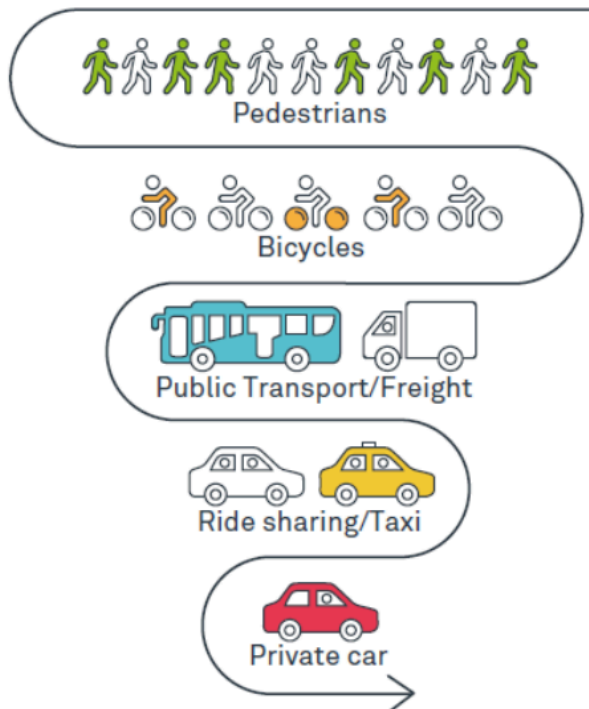 Pedestrians
Bicycles
Public Transport/Freight
Ride sharing/Taxi
Private car